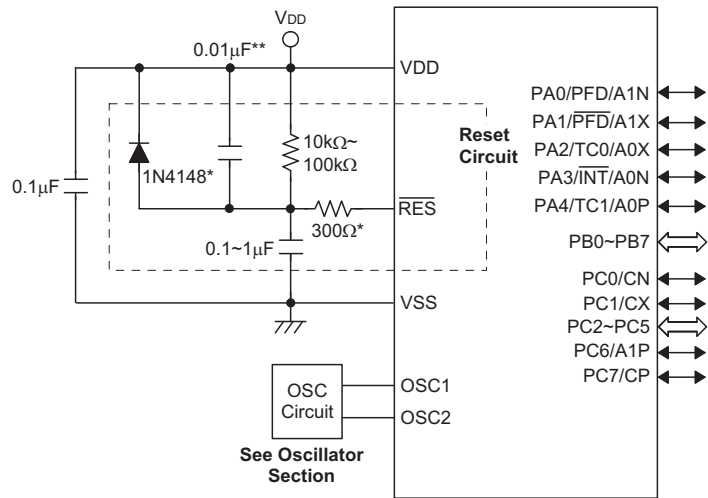 VDD
0.01μF**
VDD
Reset
Circuit
10kΩ~
100kΩ
1N4148*
0.1μF
RES
300Ω*
0.1~1μF
VSS
OSC
Circuit
OSC1
OSC2
See Oscillator
Section
PA0/PFD/A1N
PA1/PFD/A1X
PA2/TC0/A0X
PA3/INT/A0N
PA4/TC1/A0P
PB0~PB7
PC0/CN
PC1/CX
PC2~PC5
PC6/A1P
PC7/CP